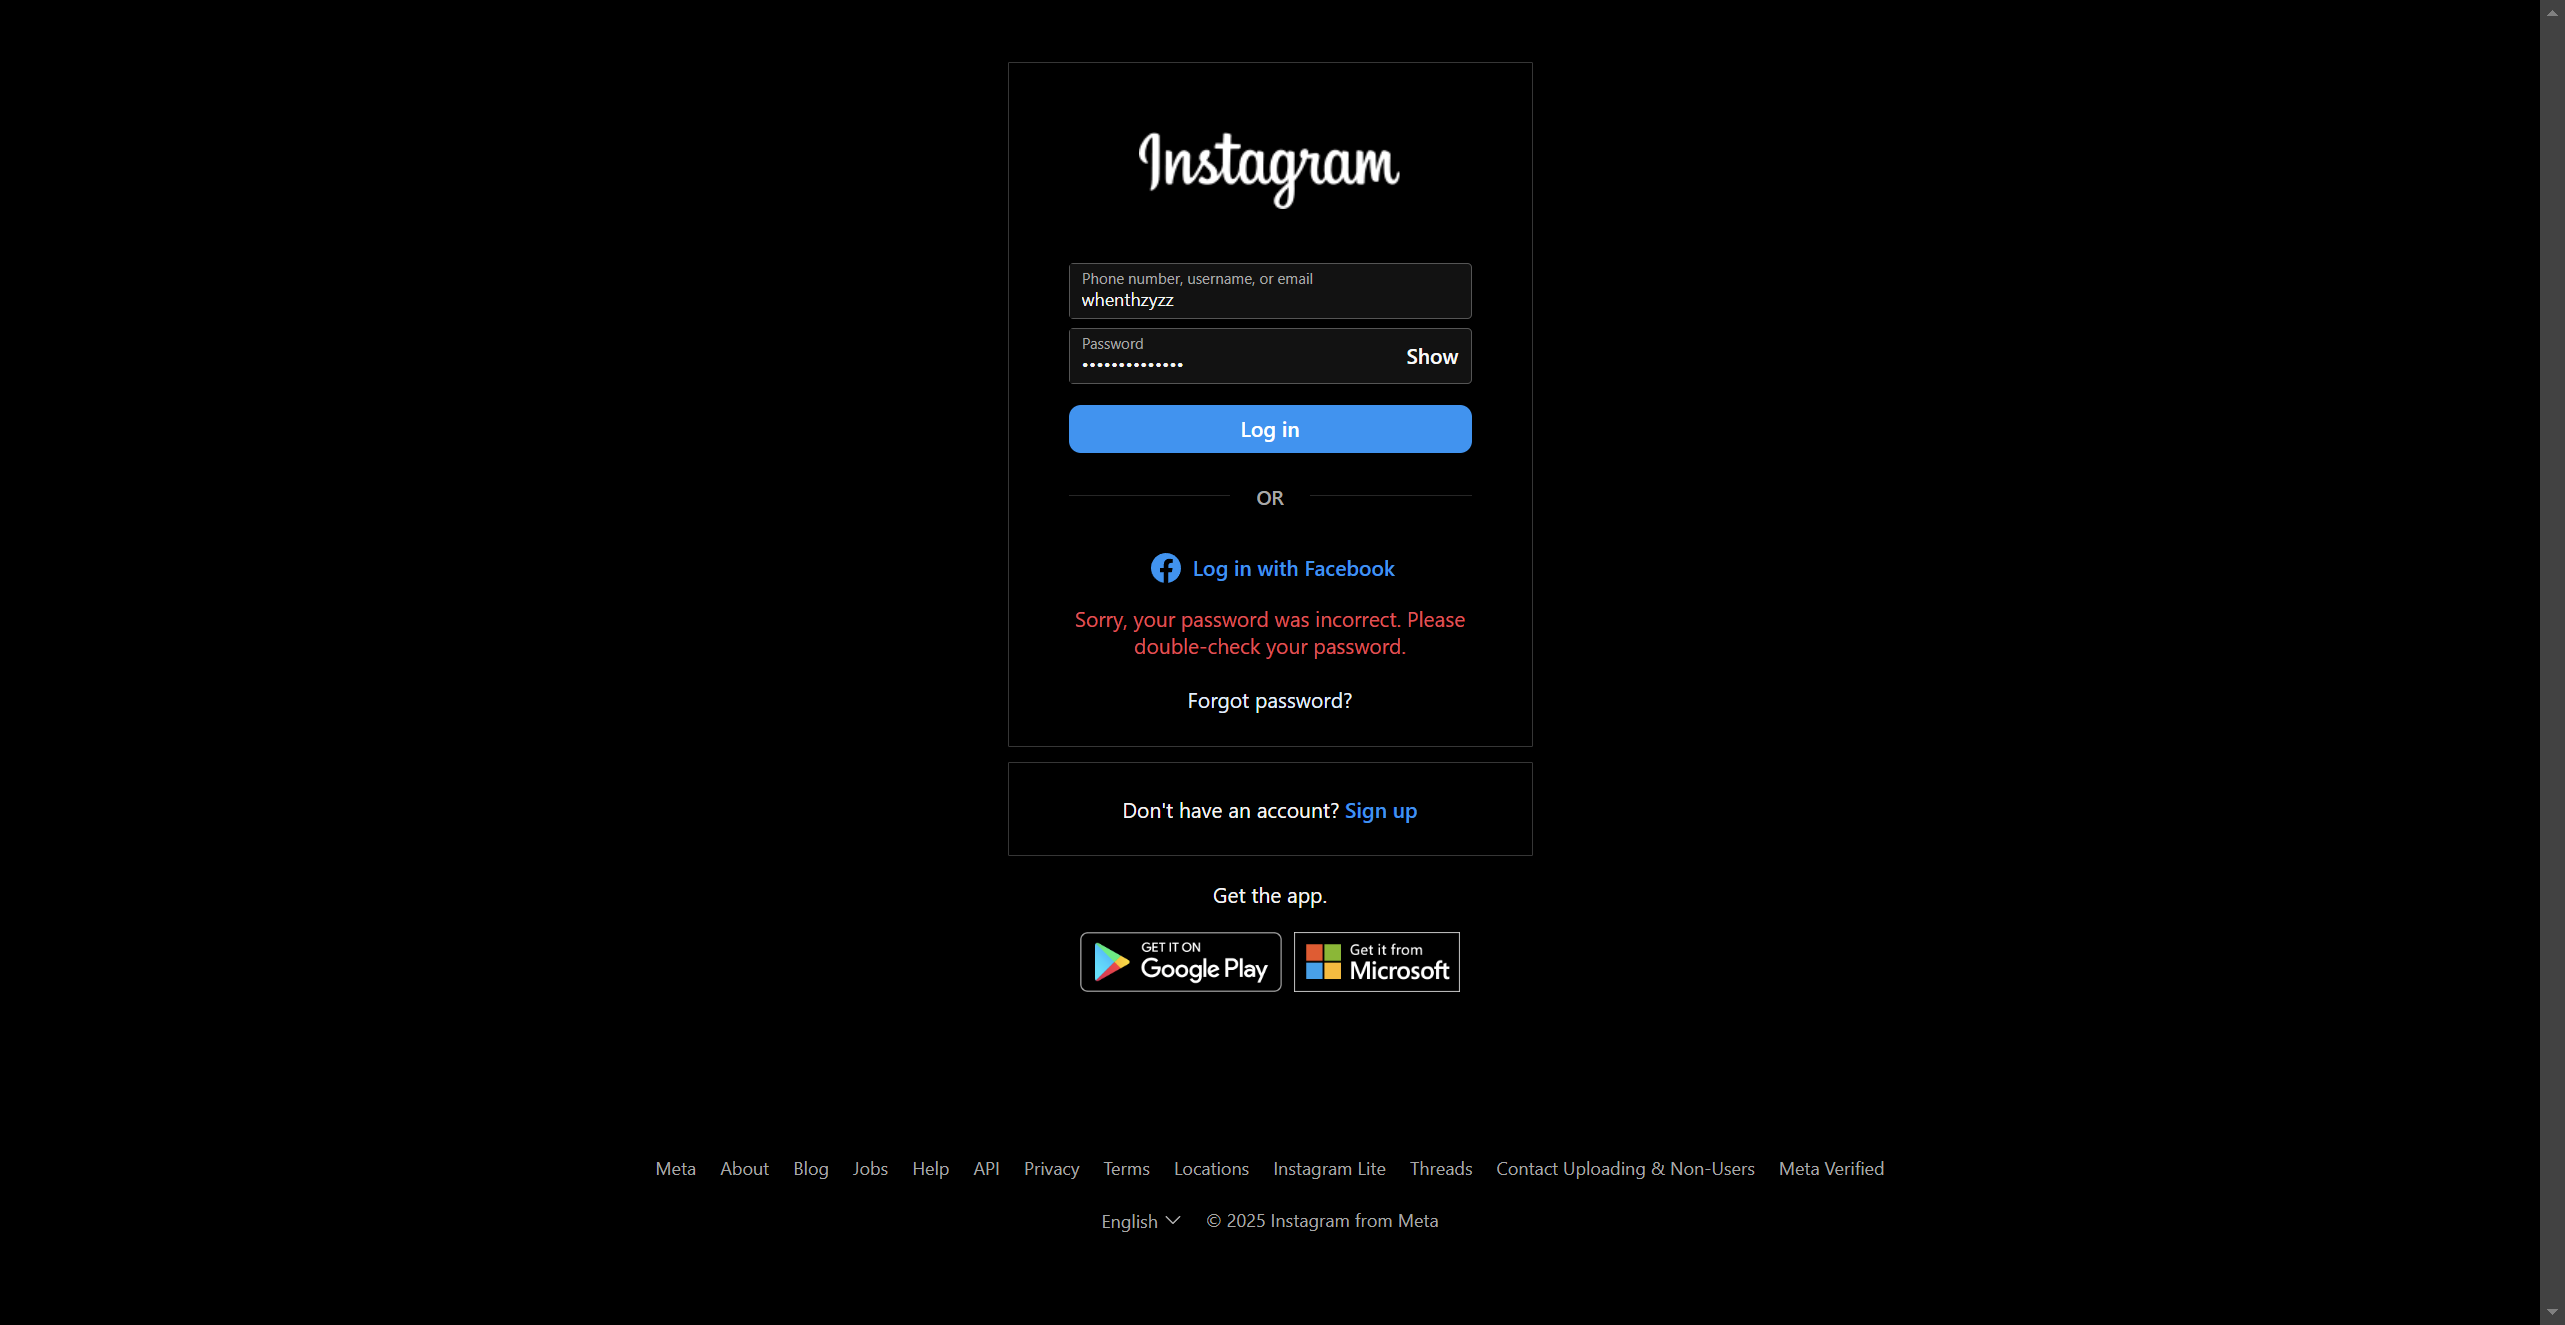 Instagram
Phone number, username, or email
whenthzyzz
Password
••••••••••••••
Show
Log in
OR
Log in with Facebook
Sorry, your password was incorrect. Please
double-check your password.
Forgot password?
Don't have an account? Sign up
Get the app.
GET IT ON
Google Play
Get it from
Microsoft
Meta About Blog Jobs Help API Privacy Terms Locations Instagram Lite Threads Contact Uploading & Non-Users Meta Verified
English © 2025 Instagram from Meta